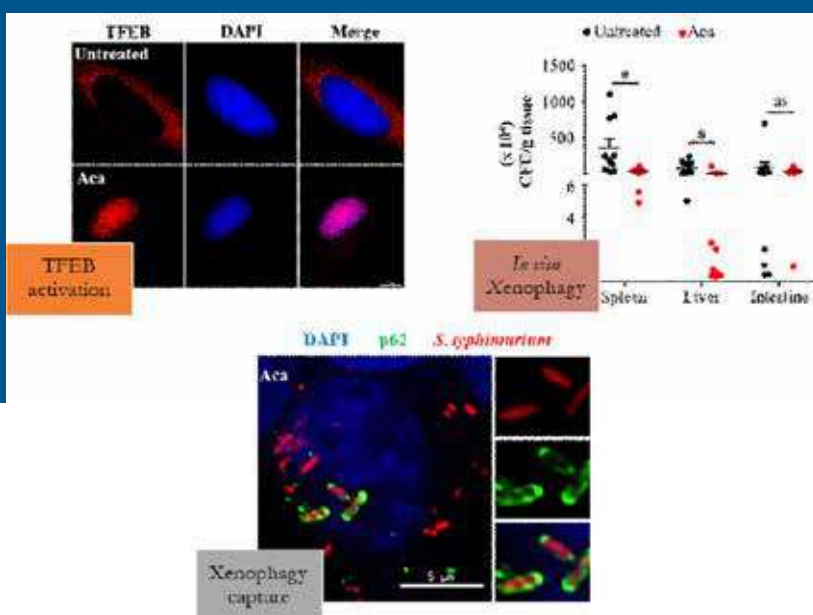 TFEB DAPI Merge
Untreated
Aca
TFEB
activation
Untreated Aca
1500
1000
500
6
4
CFU/g tissue
In vivo
Xenophagy
Spleen Liver Intestine
DAPI p62 S. typhimurium
Aca
5 µM
Xenophagy
capture